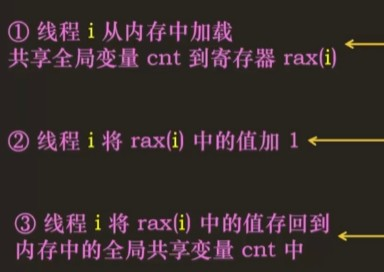 ① 线程 i 从内存中加载
共享全局变量 cnt 到寄存器 rax(i)
② 线程 i 将 rax(i) 中的值加 1
③ 线程 i 将 rax(i) 中的值存回到
内存中的全局共享变量 cnt 中